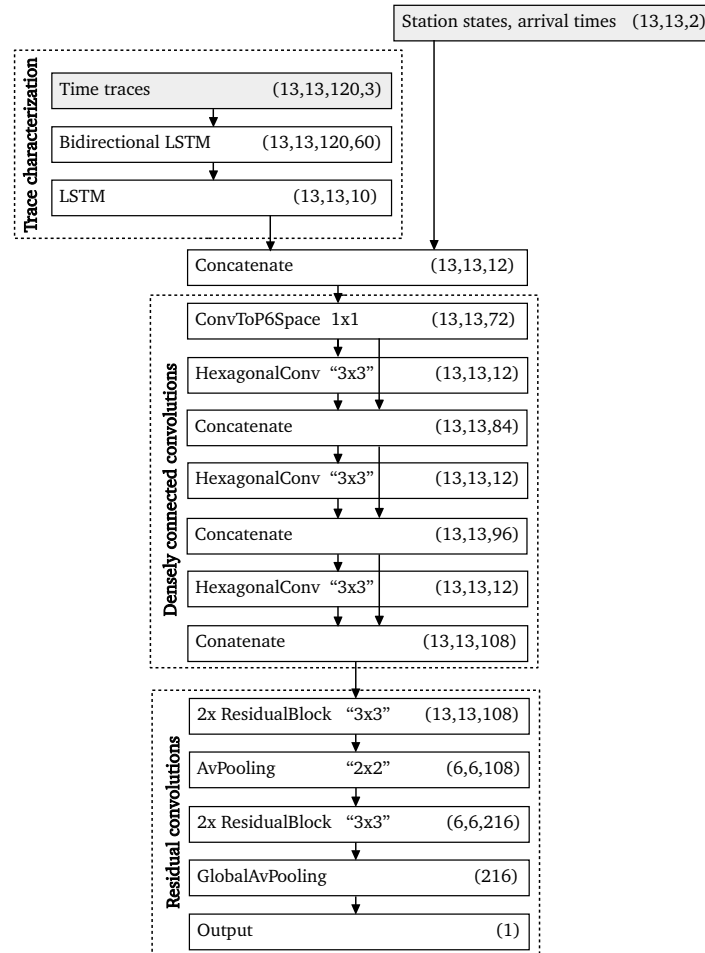 Station states, arrival times (13,13,2)
Trace characterization
Time traces (13,13,120,3)
Bidirectional LSTM (13,13,120,60)
LSTM (13,13,10)
Concatenate (13,13,12)
Densely connected convolutions
ConvToP6Space 1x1 (13,13,72)
HexagonalConv “3x3” (13,13,12)
Concatenate (13,13,84)
HexagonalConv “3x3” (13,13,12)
Concatenate (13,13,96)
HexagonalConv “3x3” (13,13,12)
Conatenate (13,13,108)
Residual convolutions
2x ResidualBlock “3x3” (13,13,108)
AvPooling “2x2” (6,6,108)
2x ResidualBlock “3x3” (6,6,216)
GlobalAvPooling (216)
Output (1)